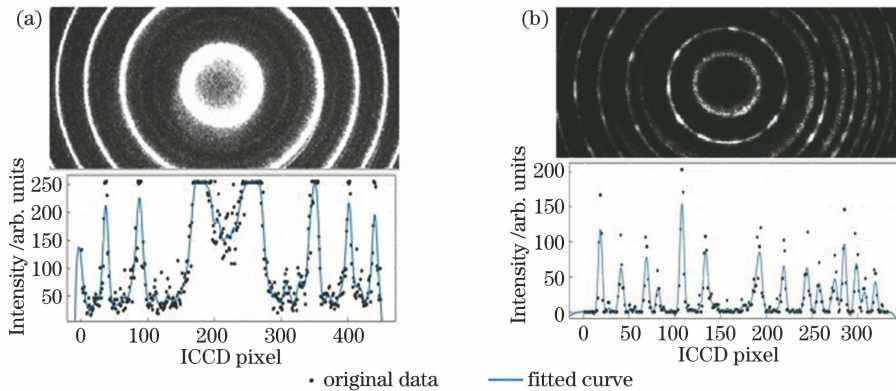 (a)
(b)
Intensity /arb. units
250
200
150
100
50
0 100 200 300 400
ICCD pixel
Intensity /arb. units
200
150
100
50
0
0 50 100 150 200 250 300
ICCD pixel
• original data — fitted curve